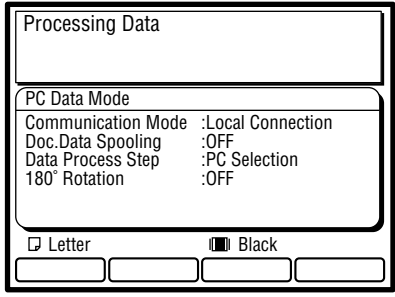 Processing Data
PC Data Mode
Communication Mode :Local Connection
Doc.Data Spooling :OFF
Data Process Step :PC Selection
180˚ Rotation :OFF
Letter Black